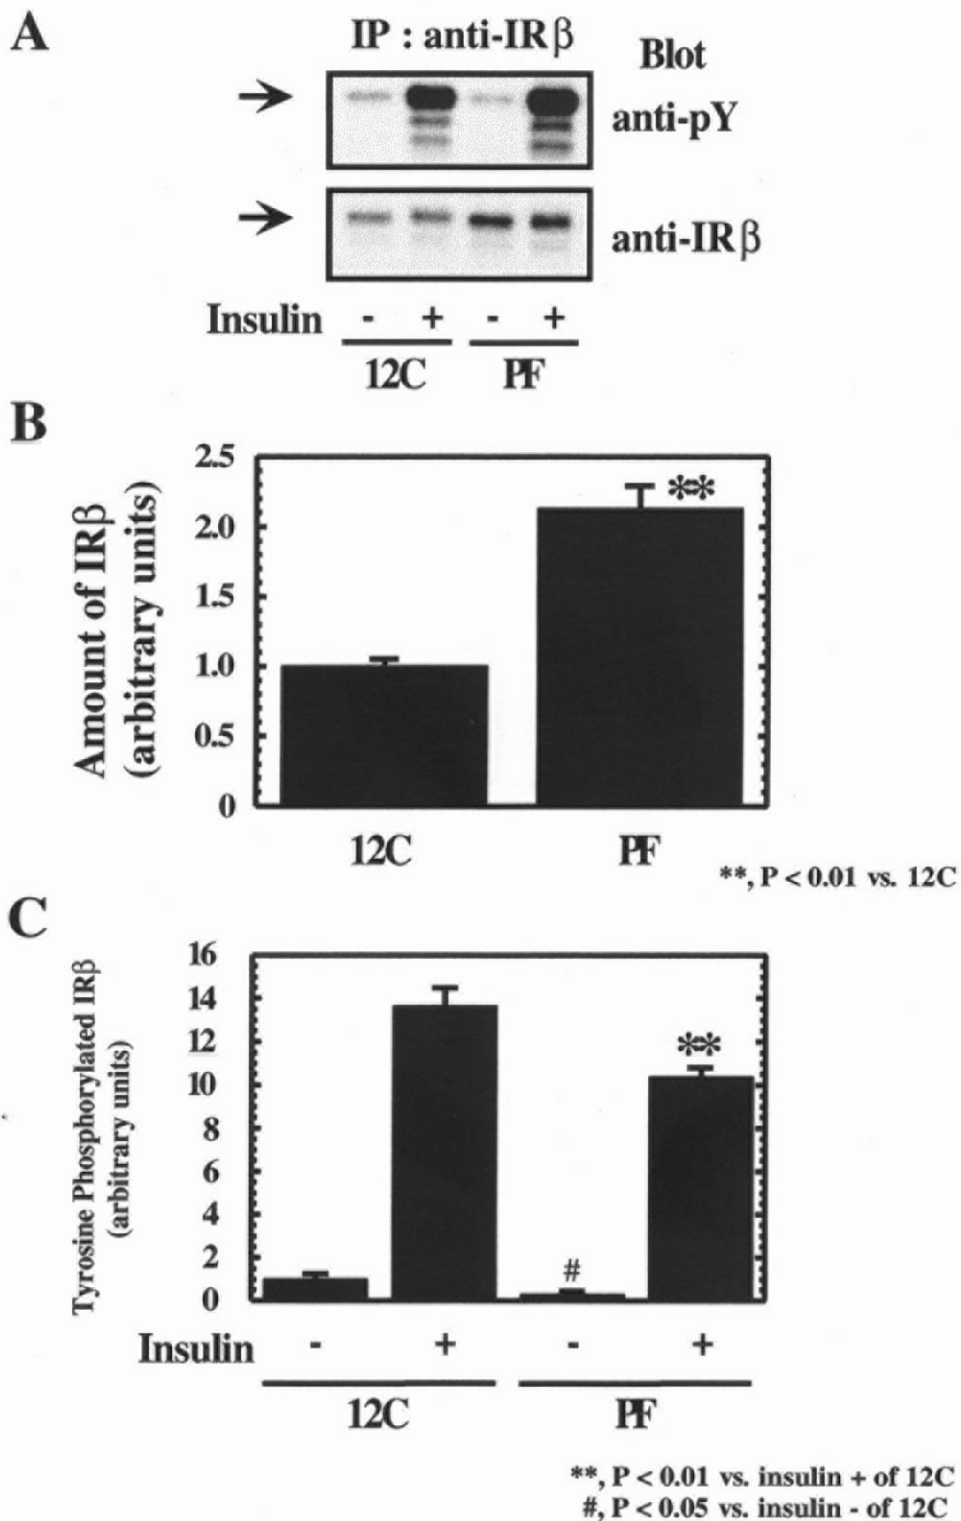 A
IP : anti-IRβ
Blot
anti-pY
anti-IRβ
Insulin - + - +
12C PF
B
Amount of IRβ
(arbitrary units)
2.5
2.0
1.5
1.0
0.5
0
12C PF
**
**, P < 0.01 vs. 12C
C
Tyrosine Phosphorylated IRβ
(arbitrary units)
16
14
12
10
8
6
4
2
0
**
#
Insulin - + - +
12C PF
**, P < 0.01 vs. insulin + of 12C
#, P < 0.05 vs. insulin - of 12C